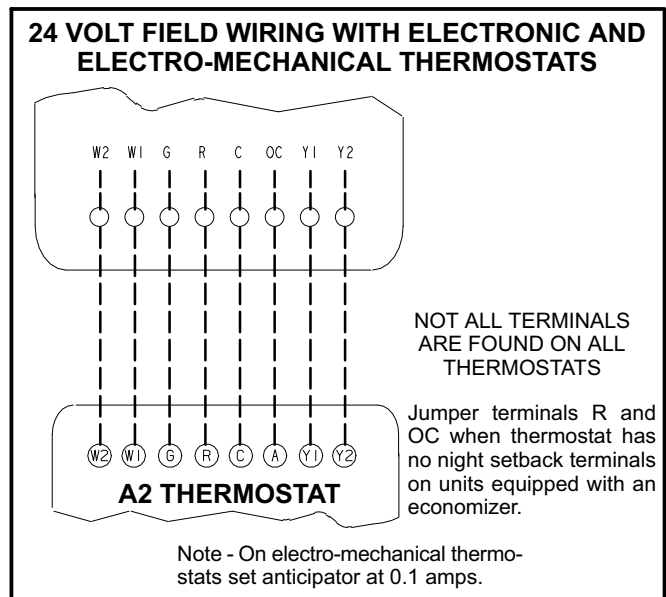 24 VOLT FIELD WIRING WITH ELECTRONIC AND
ELECTRO-MECHANICAL THERMOSTATS
W2 W1 G R C OC Y1 Y2
NOT ALL TERMINALS
ARE FOUND ON ALL
THERMOSTATS
Jumper terminals R and
OC when thermostat has
no night setback terminals
on units equipped with an
economizer.
W2 W1 G R C A Y1 Y2
A2 THERMOSTAT
Note - On electro-mechanical thermo-
stats set anticipator at 0.1 amps.